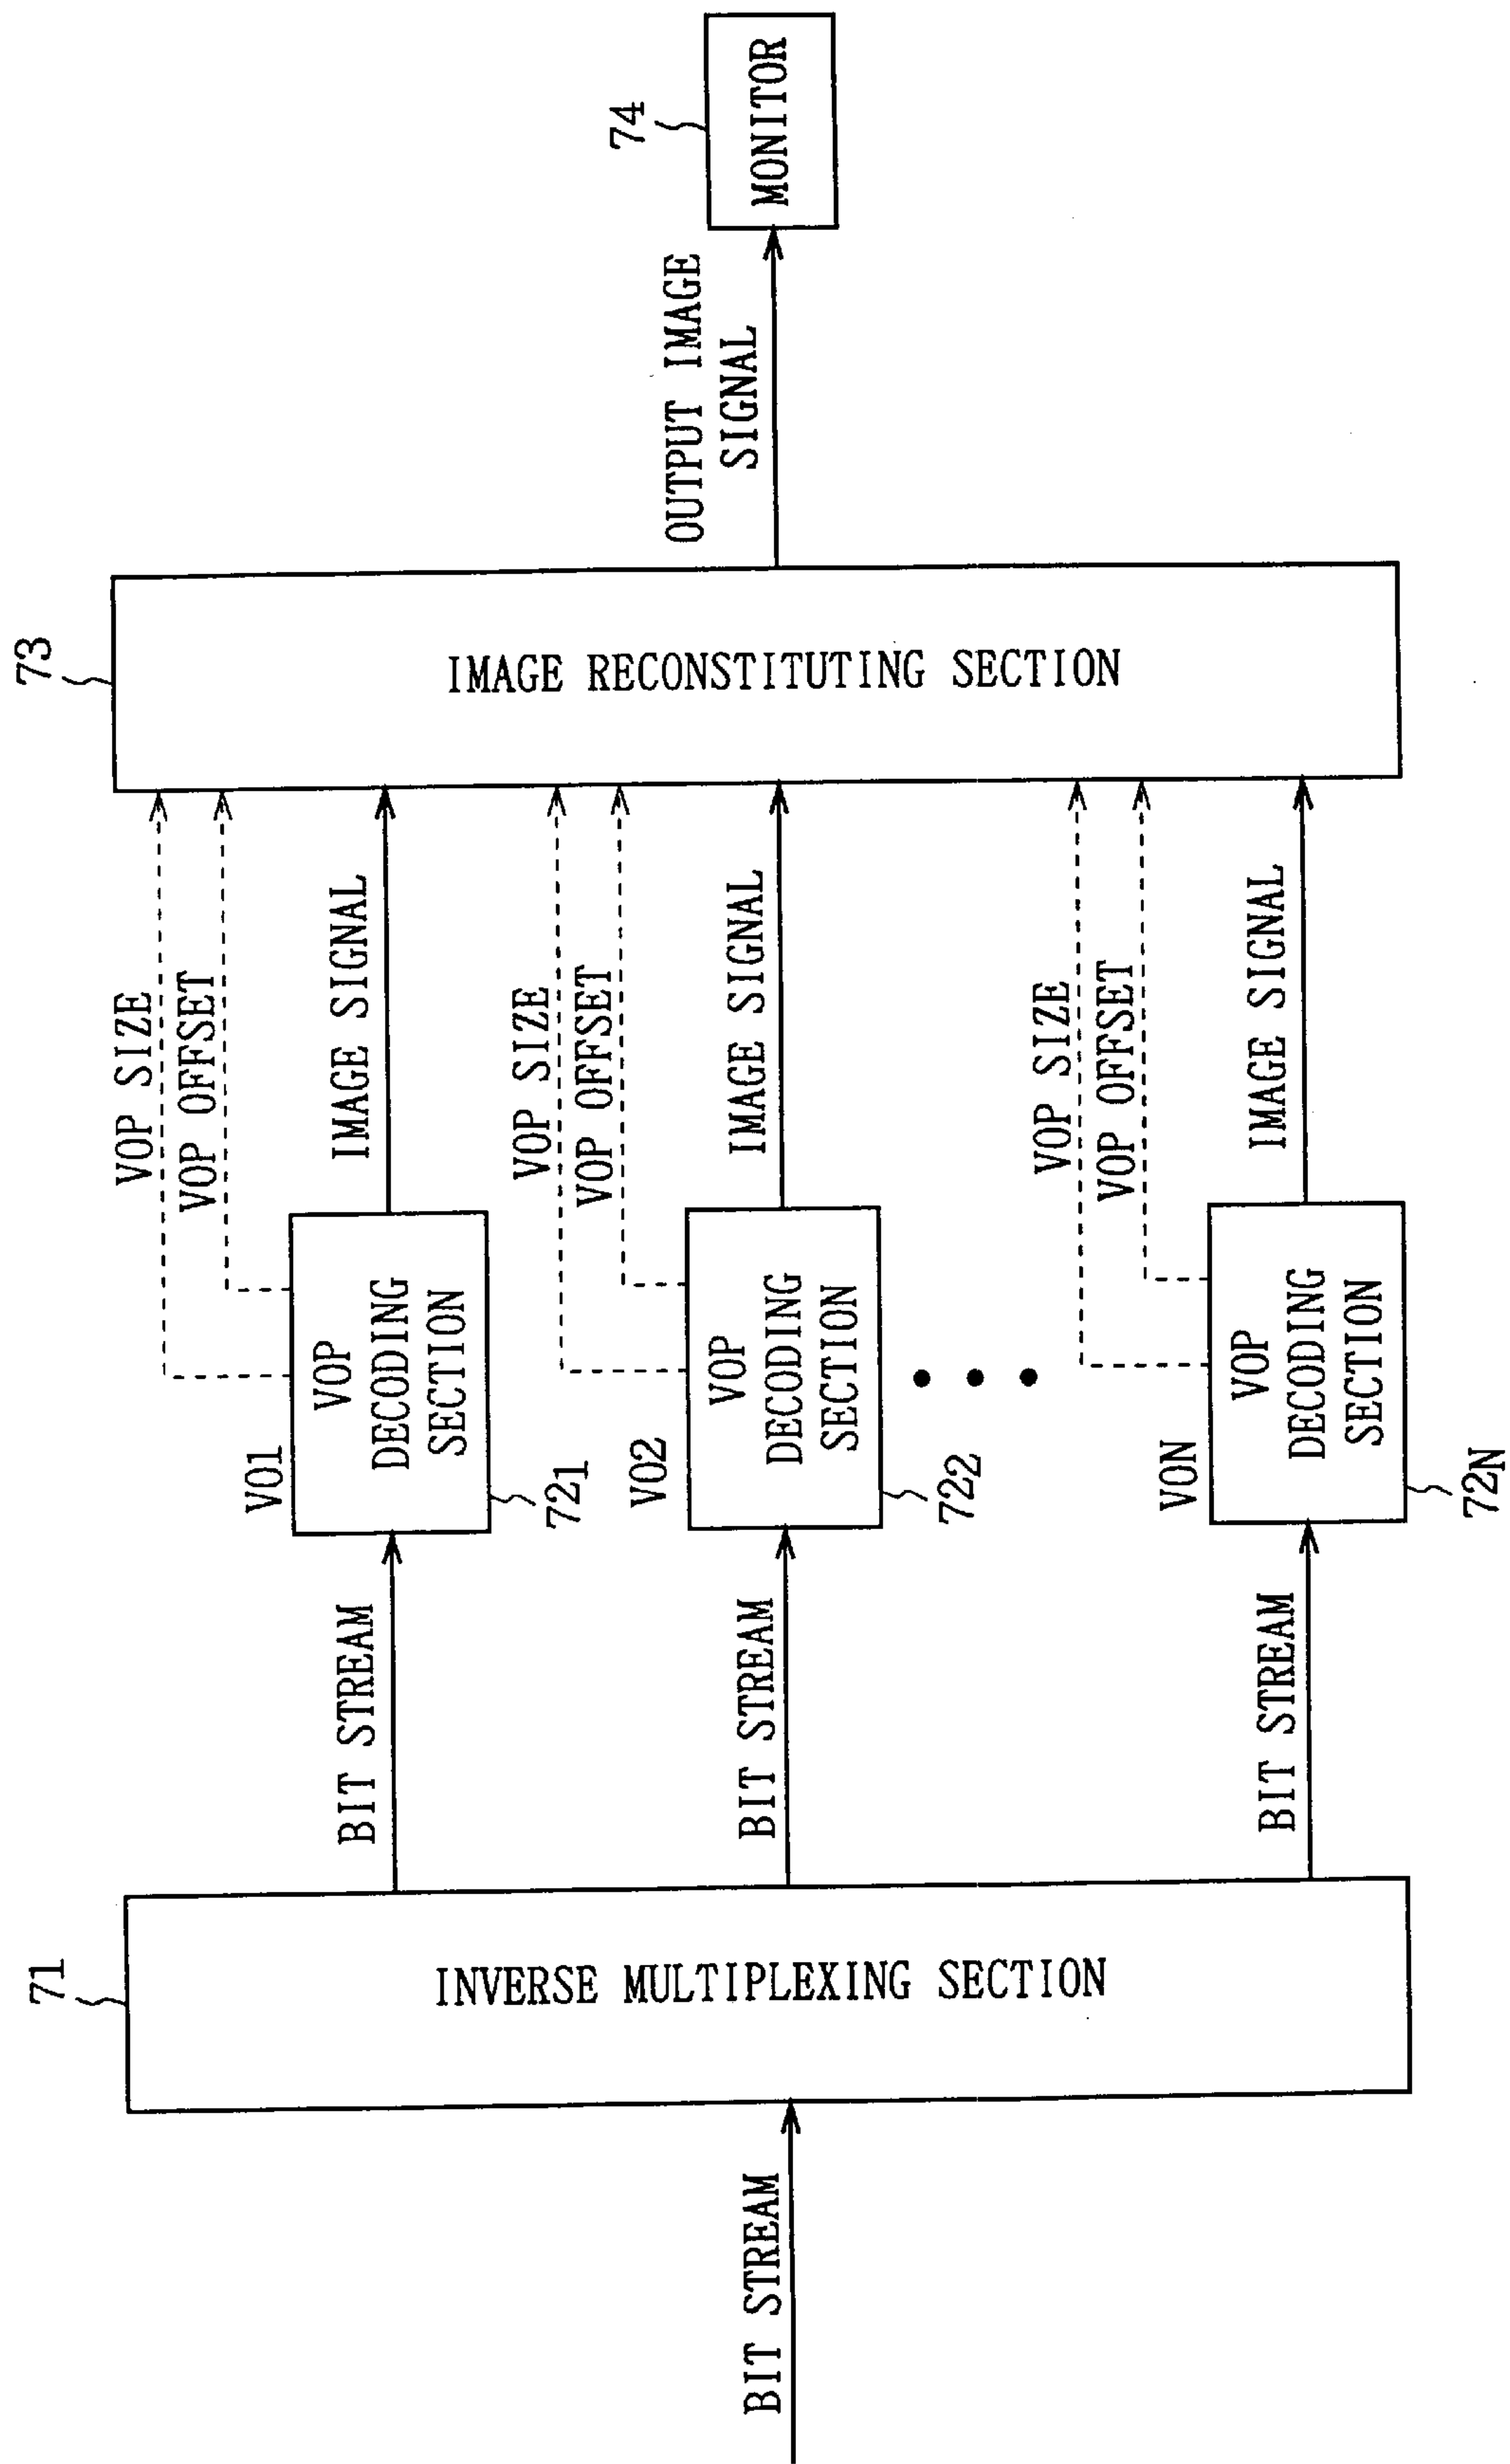 BIT STREAM
71
INVERSE MULTIPLEXING SECTION
BIT STREAM
BIT STREAM
BIT STREAM
VO1
VOP
DECODING
SECTION
721
VO2
VOP
DECODING
SECTION
722
VON
VOP
DECODING
SECTION
72N
VOP SIZE
VOP OFFSET
IMAGE SIGNAL
VOP SIZE
VOP OFFSET
IMAGE SIGNAL
VOP SIZE
VOP OFFSET
IMAGE SIGNAL
73
IMAGE RECONSTITUTING SECTION
OUTPUT IMAGE
SIGNAL
74
MONITOR